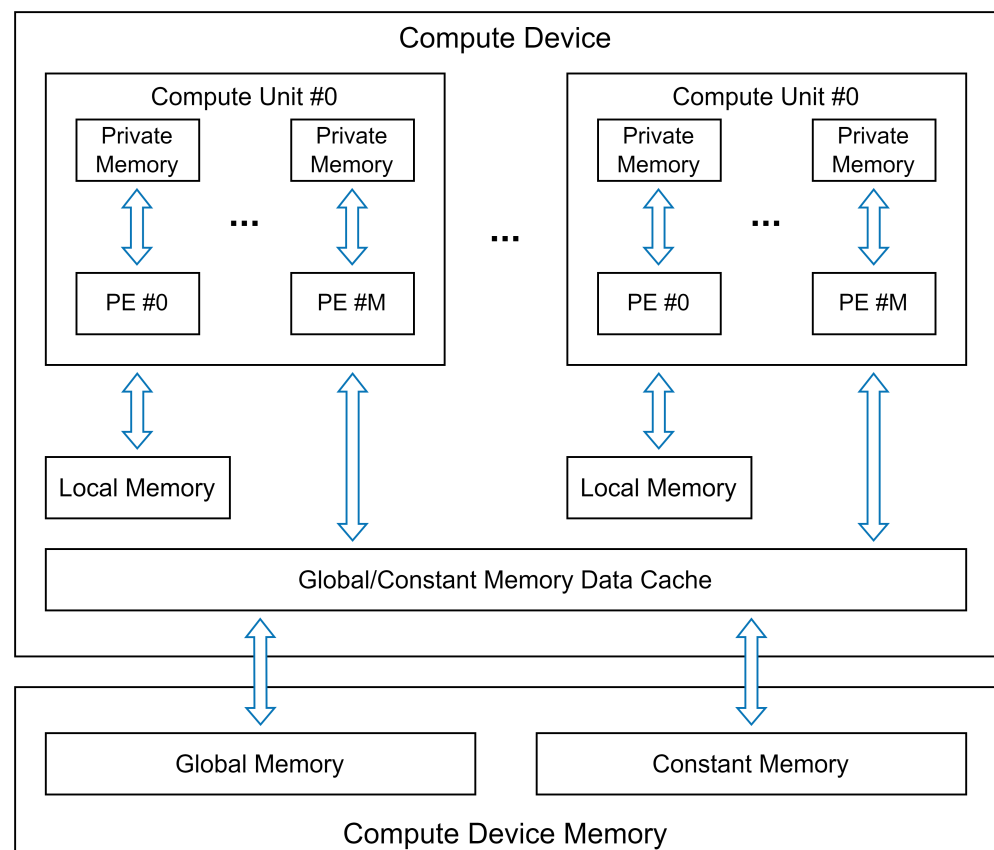 Compute Device
Compute Unit #0
Private
Memory
Private
Memory
...
PE #0
PE #M
...
Compute Unit #0
Private
Memory
Private
Memory
...
PE #0
PE #M
Local Memory
Local Memory
Global/Constant Memory Data Cache
Global Memory
Constant Memory
Compute Device Memory